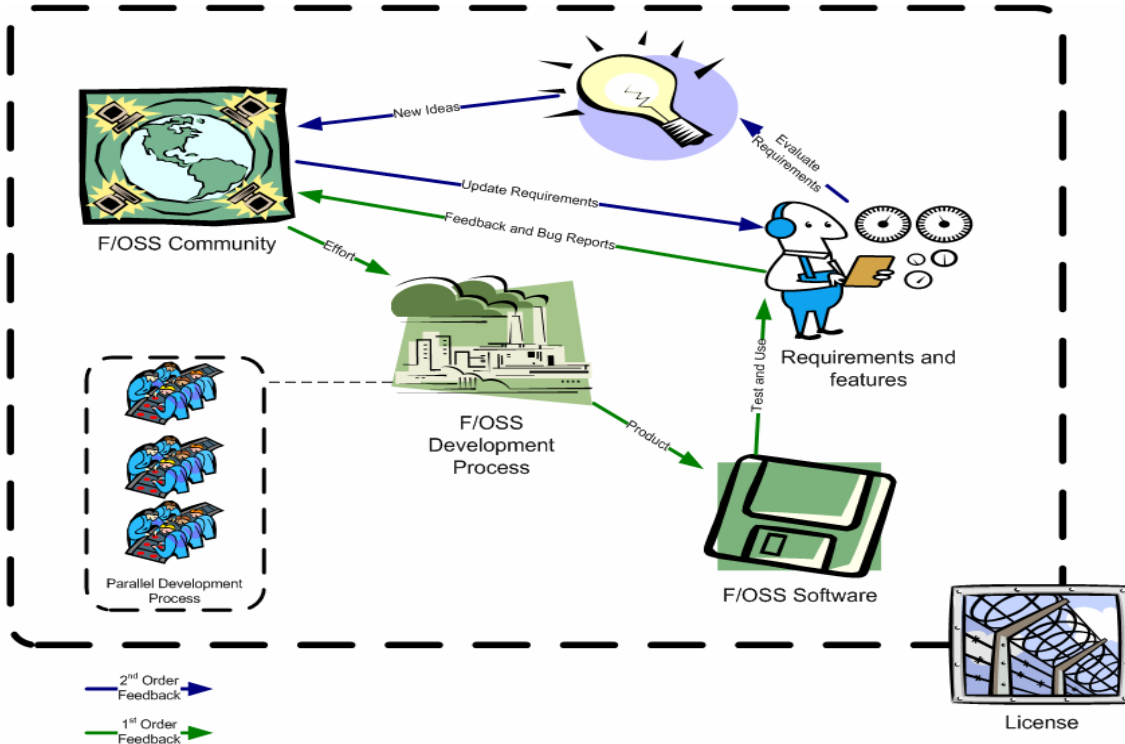 New Ideas
Evaluate
Requirements
Update Requirements
Feedback and Bug Reports
F/OSS Community
Effort
Requirements and
features
Test and Use
F/OSS
Development
Process
Product
Parallel Development
Process
F/OSS Software
License
2nd Order
Feedback
1st Order
Feedback